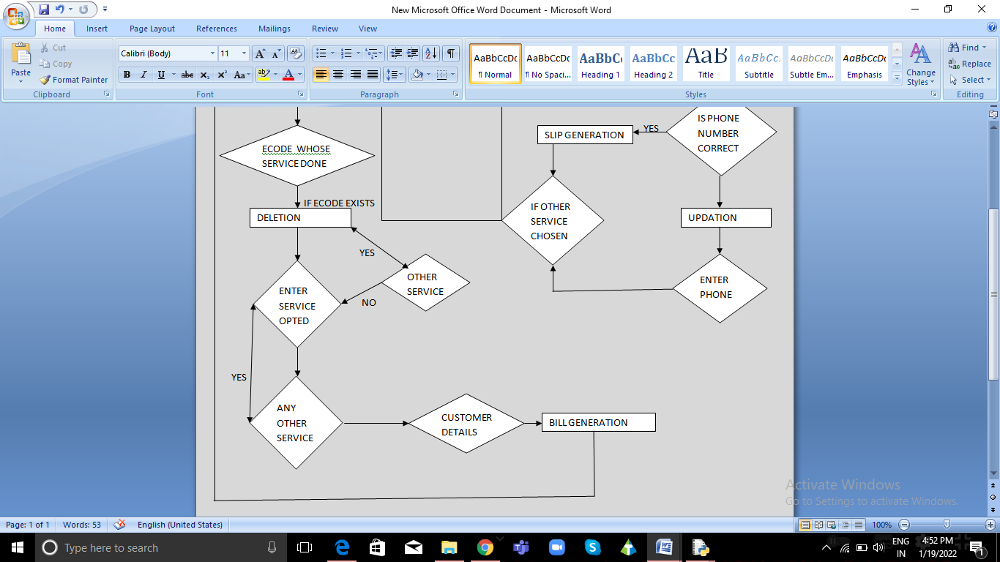 New Microsoft Office Word Document - Microsoft Word
Home Insert Page Layout References Mailings Review View
Paste
Cut
Copy
Format Painter
Clipboard
Calibri (Body) 11
B I U abc x₂ x² Aa ab A
Font
Paragraph
AaBbCcDc AaBbCcDc AaBbC AaBbCc AaB AaBbCc. AaBbCcDc AaBbCcDc
¶ Normal ¶ No Spaci... Heading 1 Heading 2 Title Subtitle Subtle Em... Emphasis
Change
Styles
Styles
Find
Replace
Select
Editing
IS PHONE
NUMBER
CORRECT
YES
SLIP GENERATION
ECODE WHOSE
SERVICE DONE
IF ECODE EXISTS
DELETION
IF OTHER
SERVICE
CHOSEN
UPDATION
YES
OTHER
SERVICE
NO
ENTER
PHONE
ENTER
SERVICE
OPTED
YES
ANY
OTHER
SERVICE
CUSTOMER
DETAILS
BILL GENERATION
Activate Windows
Go to Settings to activate Windows.
Page: 1 of 1 Words: 53 English (United States) 100%
Type here to search
ENG
IN
4:52 PM
1/19/2022
1